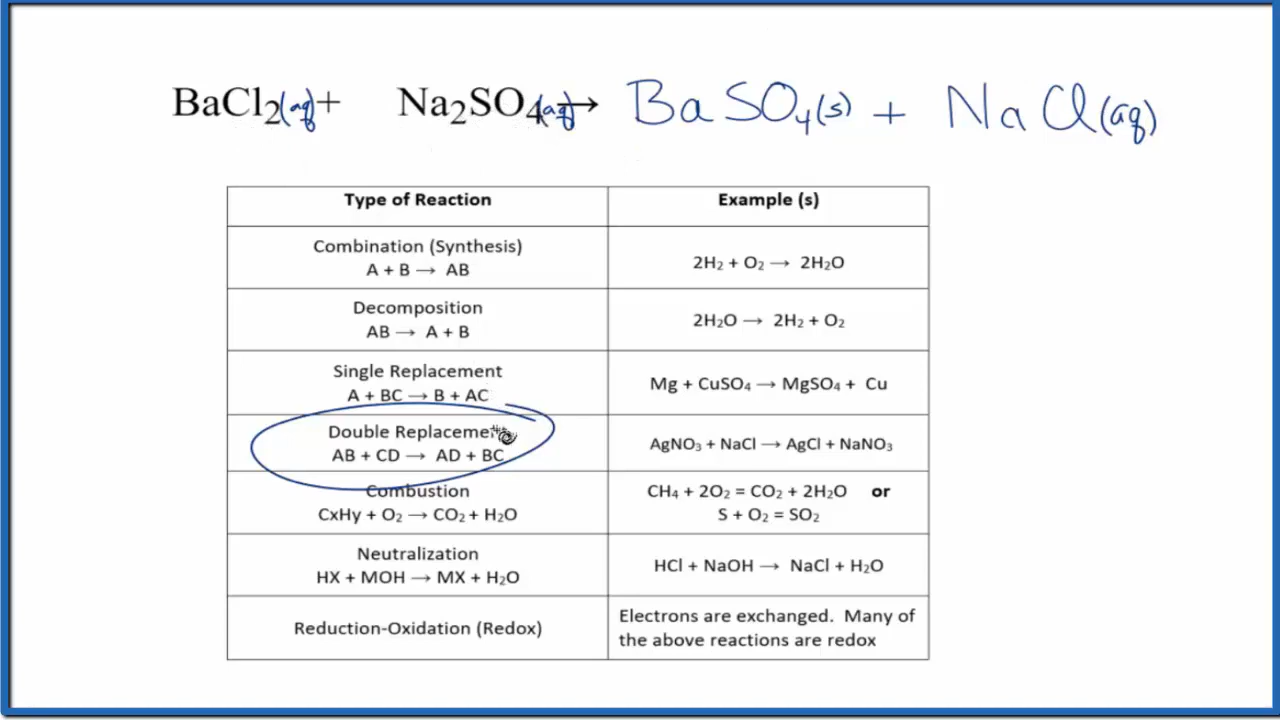 BaCl₂(aq) + Na₂SO₄(aq) → BaSO₄(s) + NaCl(aq)
Type of Reaction Example (s)
Combination (Synthesis)
A + B → AB
2H₂ + O₂ → 2H₂O
Decomposition
AB → A + B
2H₂O → 2H₂ + O₂
Single Replacement
A + BC → B + AC
Mg + CuSO₄ → MgSO₄ + Cu
Double Replacement
AB + CD → AD + BC
AgNO₃ + NaCl → AgCl + NaNO₃
Combustion
CxHy + O₂ → CO₂ + H₂O
CH₄ + 2O₂ = CO₂ + 2H₂O or
S + O₂ = SO₂
Neutralization
HX + MOH → MX + H₂O
HCl + NaOH → NaCl + H₂O
Reduction-Oxidation (Redox)
Electrons are exchanged. Many of
the above reactions are redox